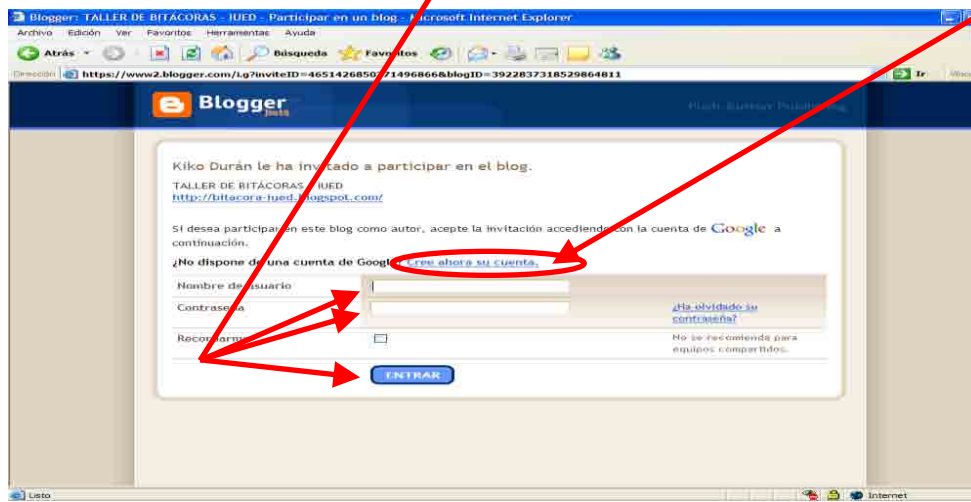 Blogger: TALLER DE BITÁCORAS - IUED - Participar en un blog - Microsoft Internet Explorer
Archivo Edición Ver Favoritos Herramientas Ayuda
Atrás Búsqueda Favoritos
Dirección https://www2.blogger.com/i.g?inviteID=4651426850271496866&blogID=3922837318529864811 Ir
Blogger beta Push Button Publishing
Kiko Durán le ha invitado a participar en el blog.
TALLER DE BITÁCORAS - IUED
http://bitacora-iued.blogspot.com/
Si desea participar en este blog como autor, acepte la invitación accediendo con la cuenta de Google a
continuación.
¿No dispone de una cuenta de Google? Cree ahora su cuenta.
Nombre de usuario
Contraseña ¿Ha olvidado su
contraseña?
Recordarme No se recomienda para
equipos compartidos.
ENTRAR
Listo Internet